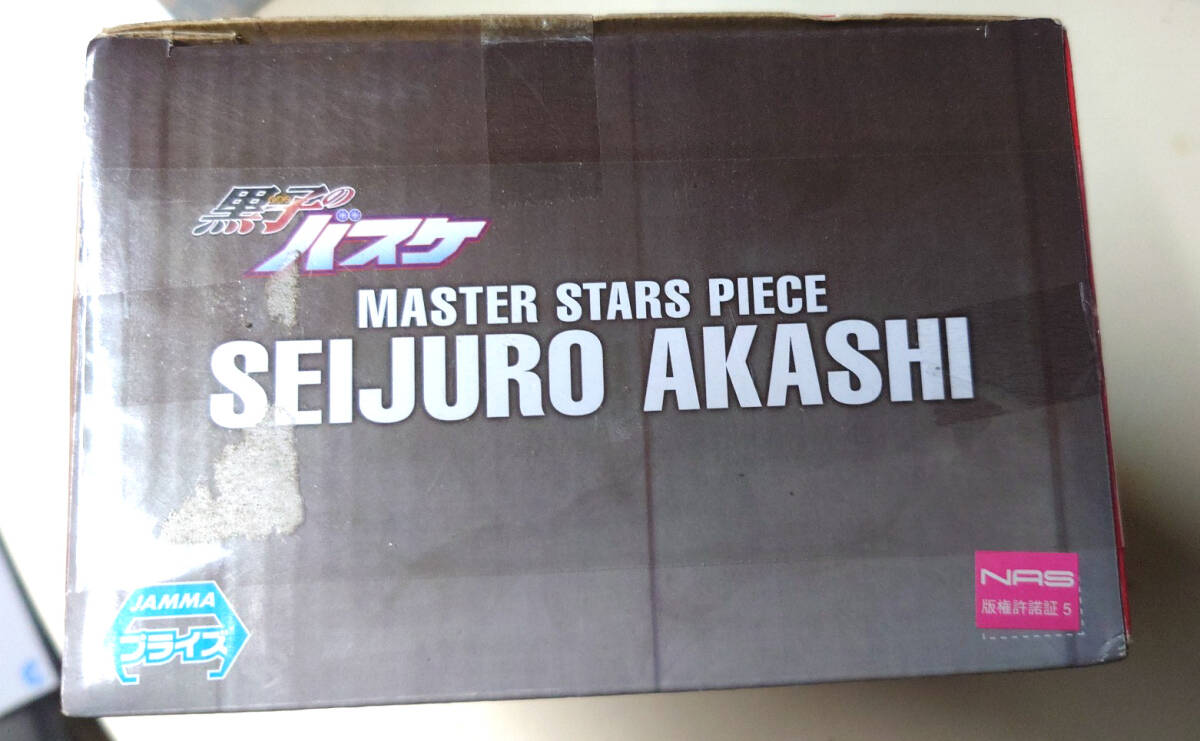 黒子の
バスケ
MASTER STARS PIECE
SEIJURO AKASHI
JAMMA
プライズ
NAS
版権許諾証 5